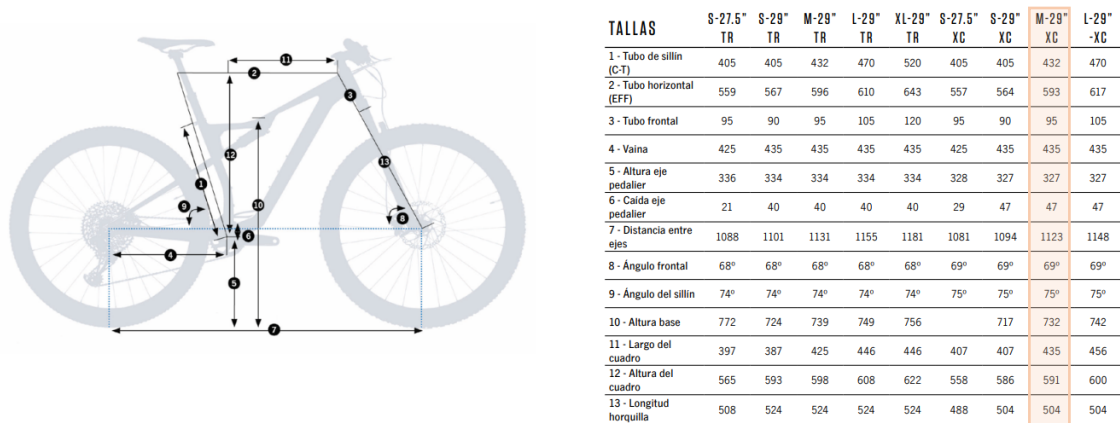 11
2
3
12
13
1
10
9
8
6
4
5
7
TALLAS S-27.5" TR S-29" TR M-29" TR L-29" TR XL-29" TR S-27.5" XC S-29" XC M-29" XC L-29" -XC
1 - Tubo de sillín (C-T) 405 405 432 470 520 405 405 432 470
2 - Tubo horizontal (EFF) 559 567 596 610 643 557 564 593 617
3 - Tubo frontal 95 90 95 105 120 95 90 95 105
4 - Vaina 425 435 435 435 435 425 435 435 435
5 - Altura eje pedalier 336 334 334 334 334 328 327 327 327
6 - Caída eje pedalier 21 40 40 40 40 29 47 47 47
7 - Distancia entre ejes 1088 1101 1131 1155 1181 1081 1094 1123 1148
8 - Ángulo frontal 68º 68º 68º 68º 68º 69º 69º 69º 69º
9 - Ángulo del sillín 74º 74º 74º 74º 74º 75º 75º 75º 75º
10 - Altura base 772 724 739 749 756 717 732 742
11 - Largo del cuadro 397 387 425 446 446 407 407 435 456
12 - Altura del cuadro 565 593 598 608 622 558 586 591 600
13 - Longitud horquilla 508 524 524 524 524 488 504 504 504